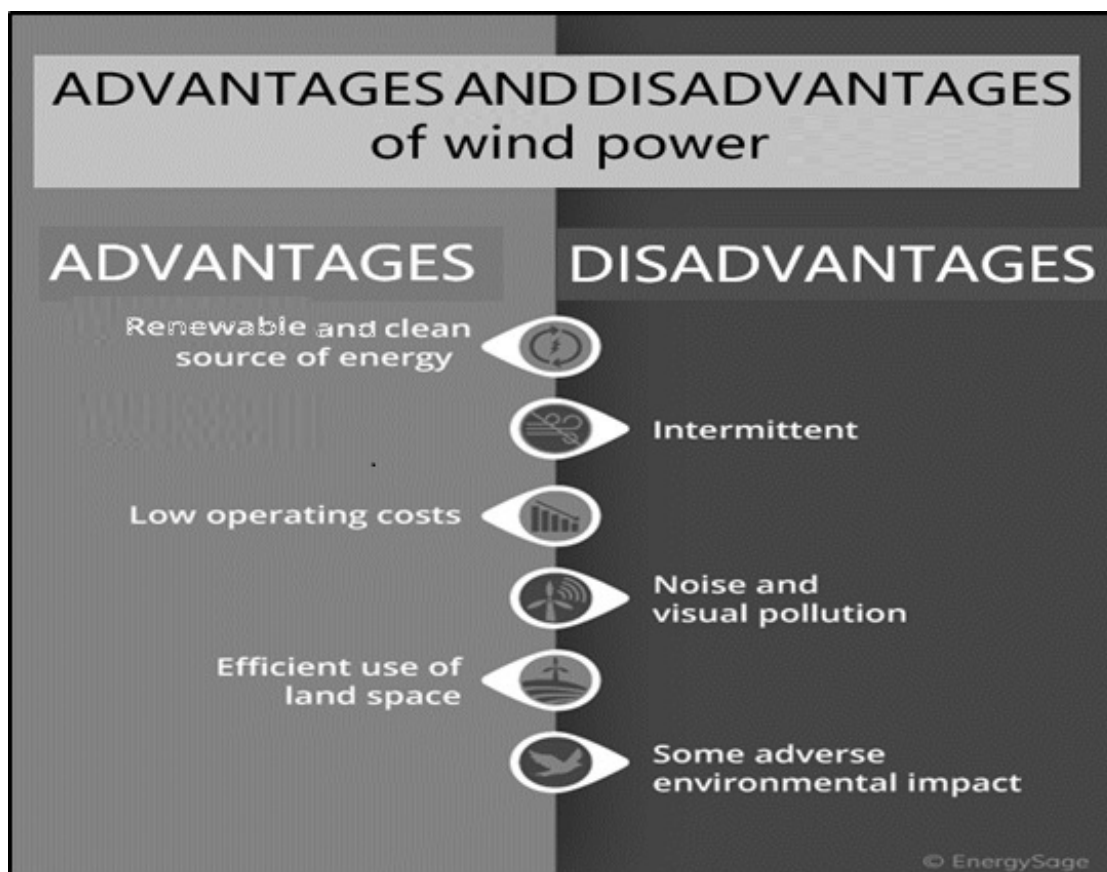 ADVANTAGES AND DISADVANTAGES
of wind power
ADVANTAGES
DISADVANTAGES
Renewable and clean
source of energy
Intermittent
Low operating costs
Noise and
visual pollution
Efficient use of
land space
Some adverse
environmental impact
© EnergySage